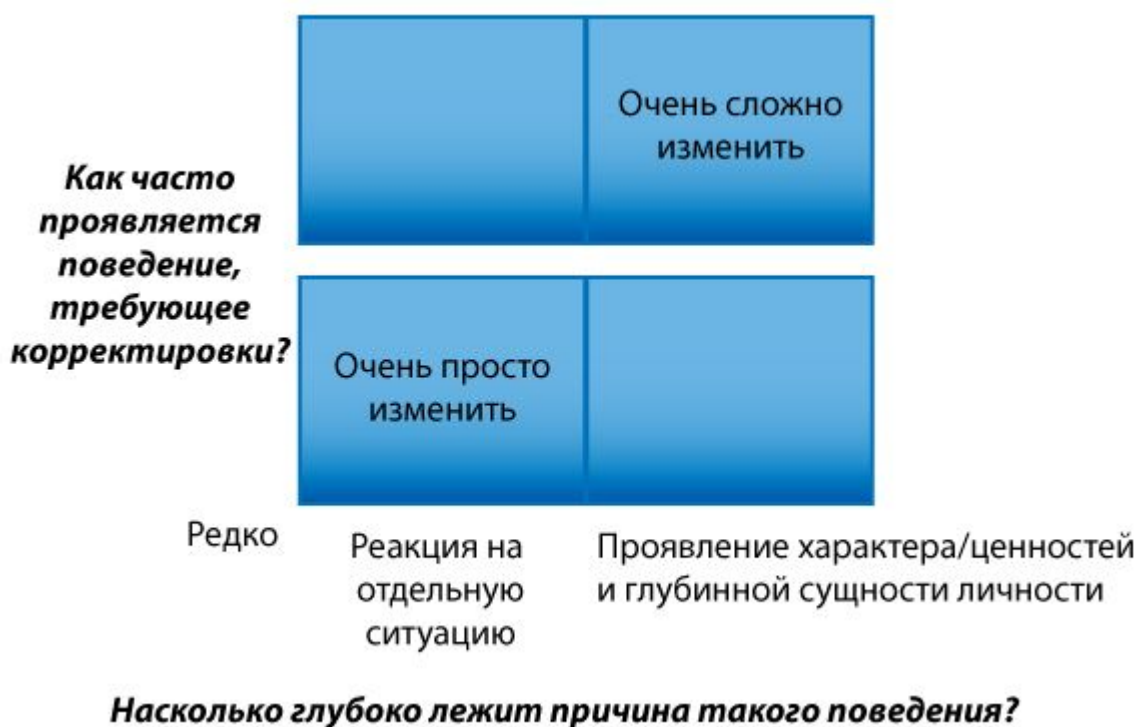 Очень сложно
изменить
Как часто
проявляется
поведение,
требующее
корректировки?
Очень просто
изменить
Редко
Реакция на
отдельную
ситуацию
Проявление характера/ценностей
и глубинной сущности личности
Насколько глубоко лежит причина такого поведения?